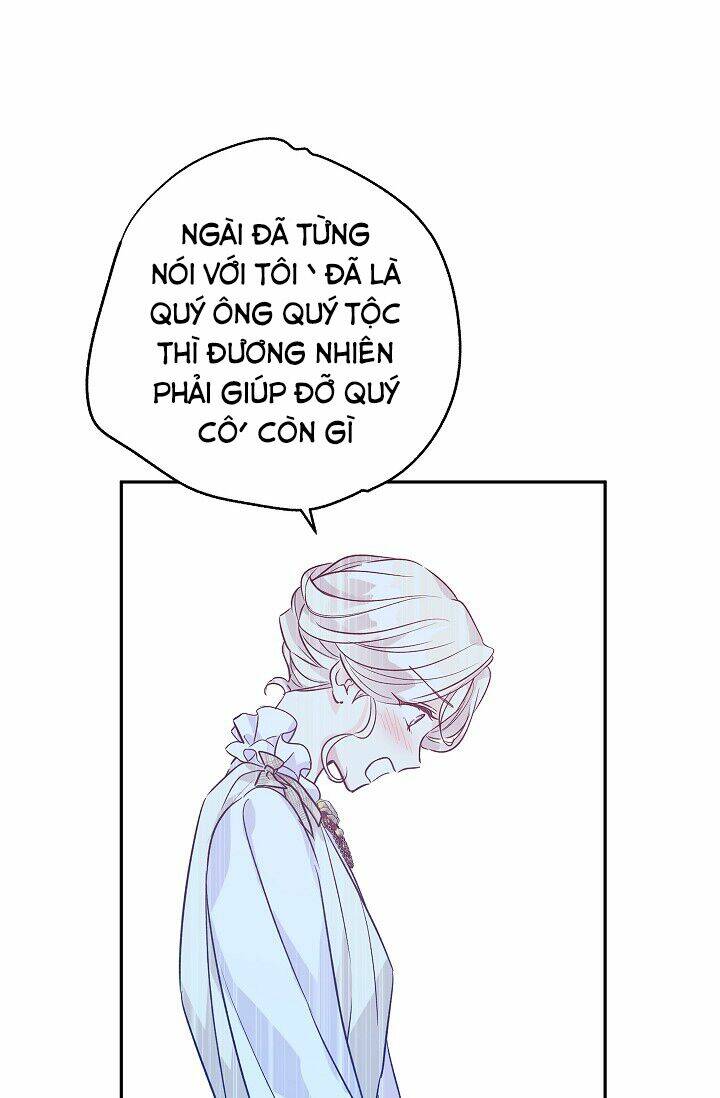 NGÀI ĐÃ TỪNG
NÓI VỚI TÔI ‵ ĐÃ LÀ
QUÝ ÔNG QUÝ TỘC
THÌ ĐƯƠNG NHIÊN
PHẢI GIÚP ĐỠ QUÝ
CÔ′ CÒN GÌ